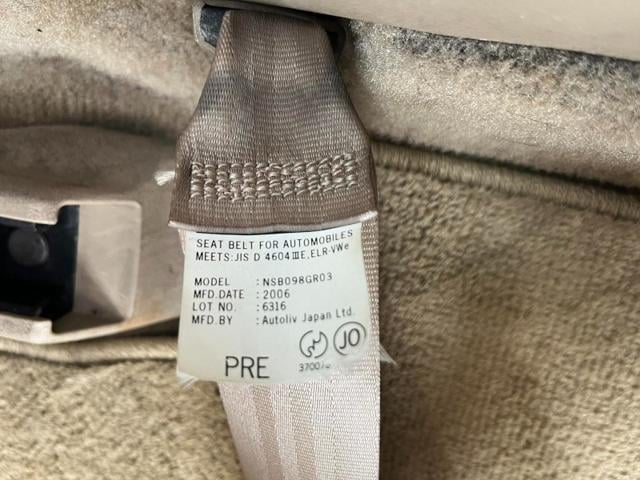 SEAT BELT FOR AUTOMOBILES
MEETS:JIS D 4604ⅢE,ELR-VWe
MODEL : NSB098GR03
MFD.DATE : 2006
LOT NO. : 6316
MFD.BY : Autoliv Japan Ltd.
JO
PRE